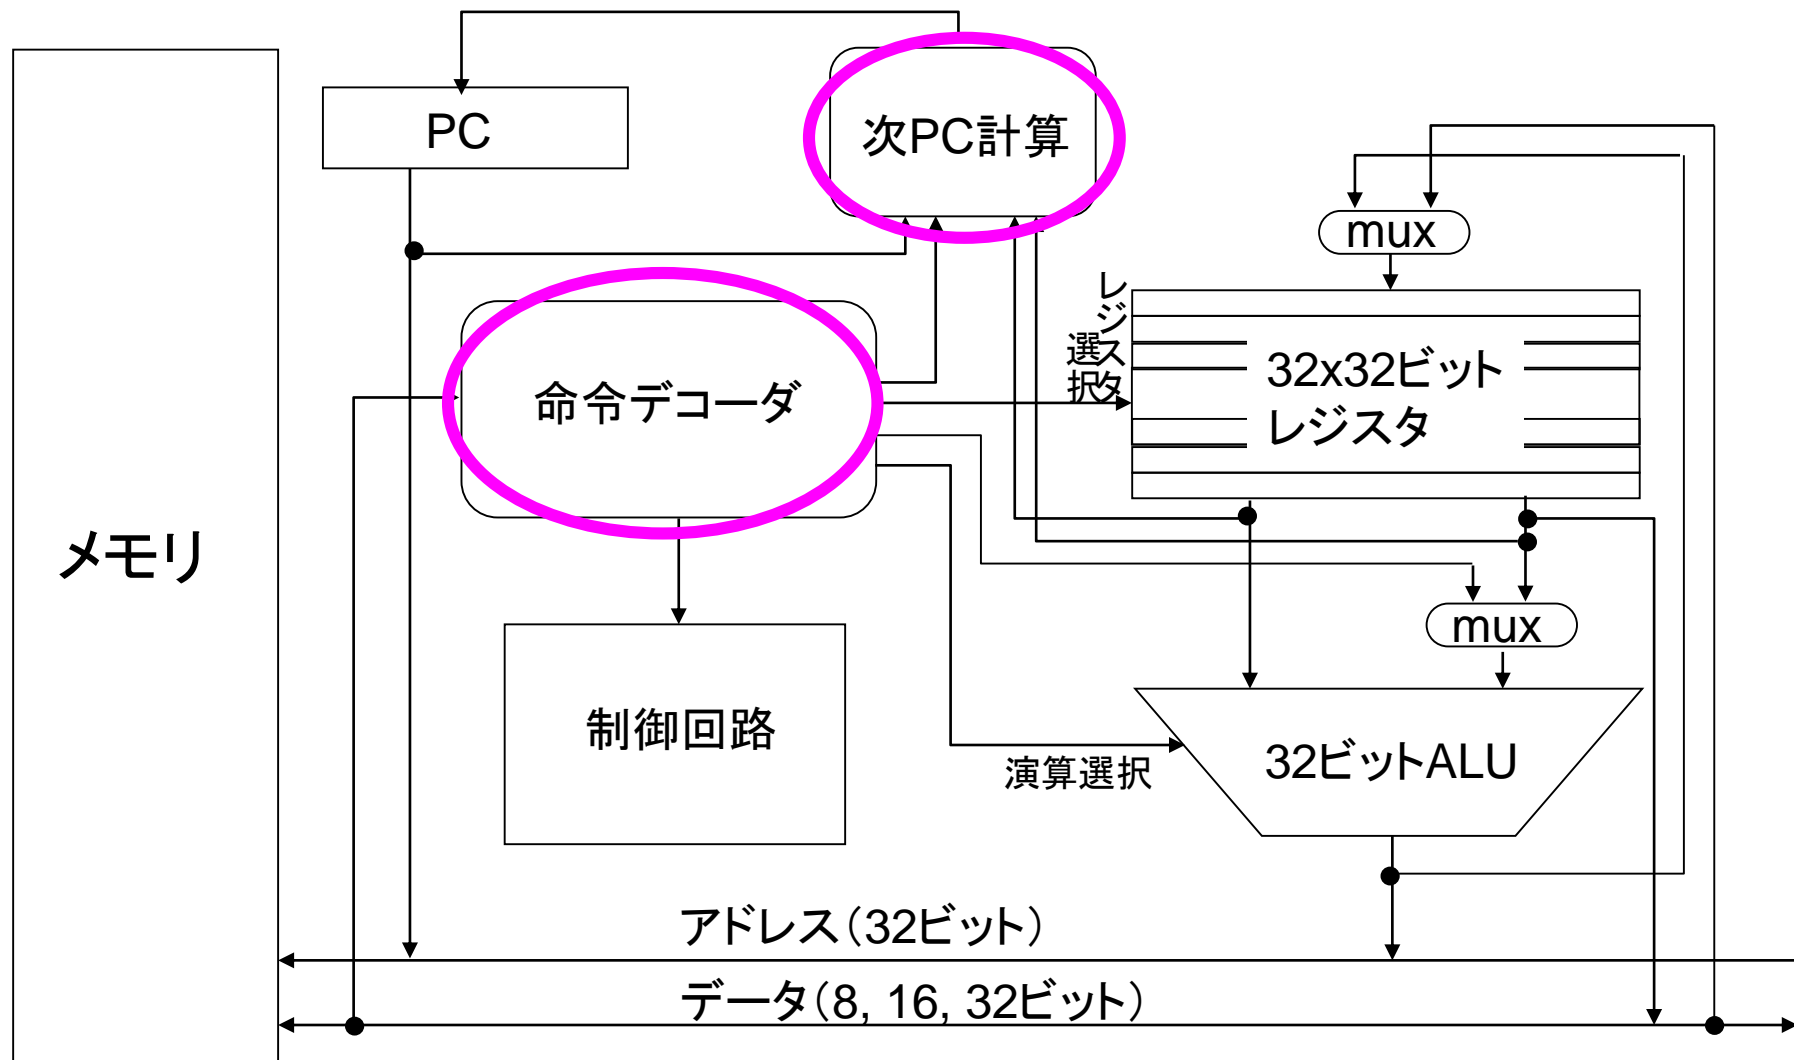 PC
次PC計算
mux
レジスタ
選択
32x32ビット
レジスタ
命令デコーダ
メモリ
mux
制御回路
32ビットALU
演算選択
アドレス（32ビット）
データ（8, 16, 32ビット）